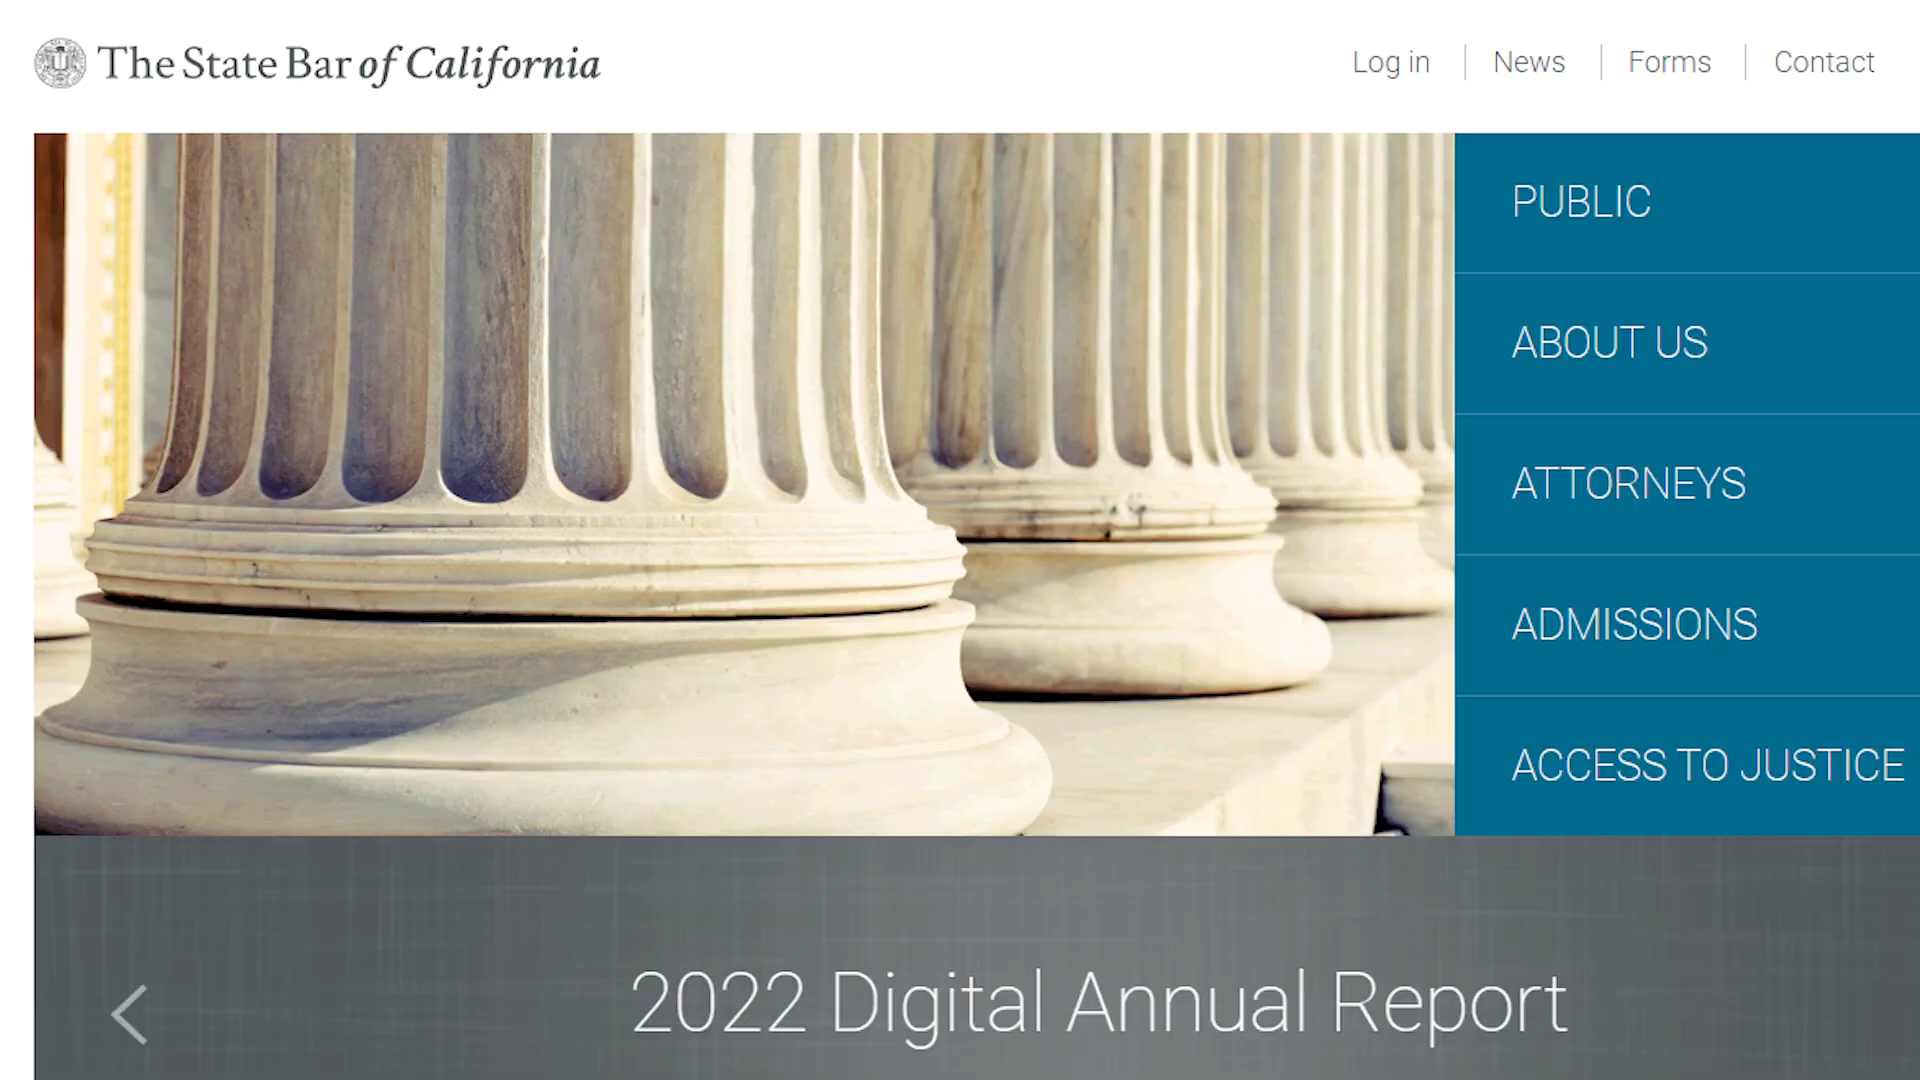 The State Bar of California
Log in
News
Forms
Contact
PUBLIC
ABOUT US
ATTORNEYS
ADMISSIONS
ACCESS TO JUSTICE
2022 Digital Annual Report